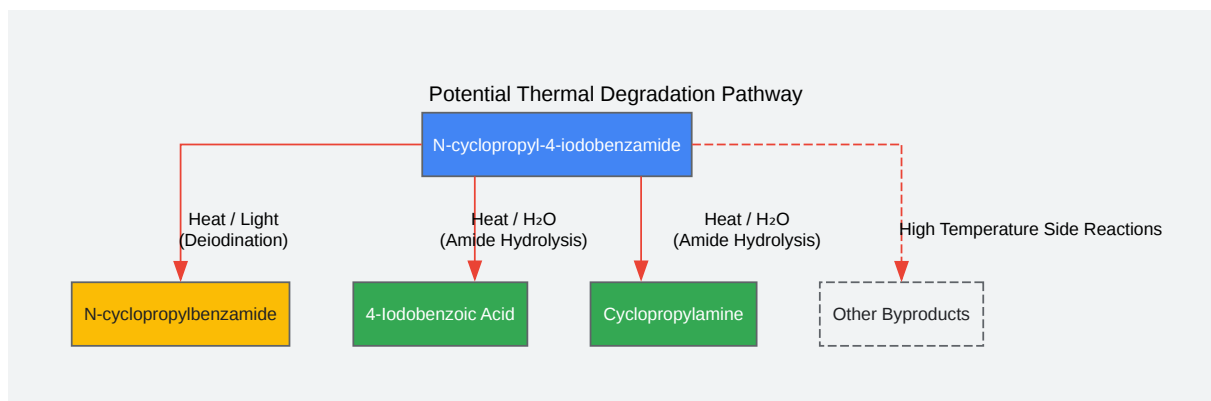 Potential Thermal Degradation Pathway
N-cyclopropyl-4-iodobenzamide
Heat / Light
(Deiodination)
Heat / H₂O
(Amide Hydrolysis)
Heat / H₂O
(Amide Hydrolysis)
High Temperature Side Reactions
N-cyclopropylbenzamide
4-Iodobenzoic Acid
Cyclopropylamine
Other Byproducts